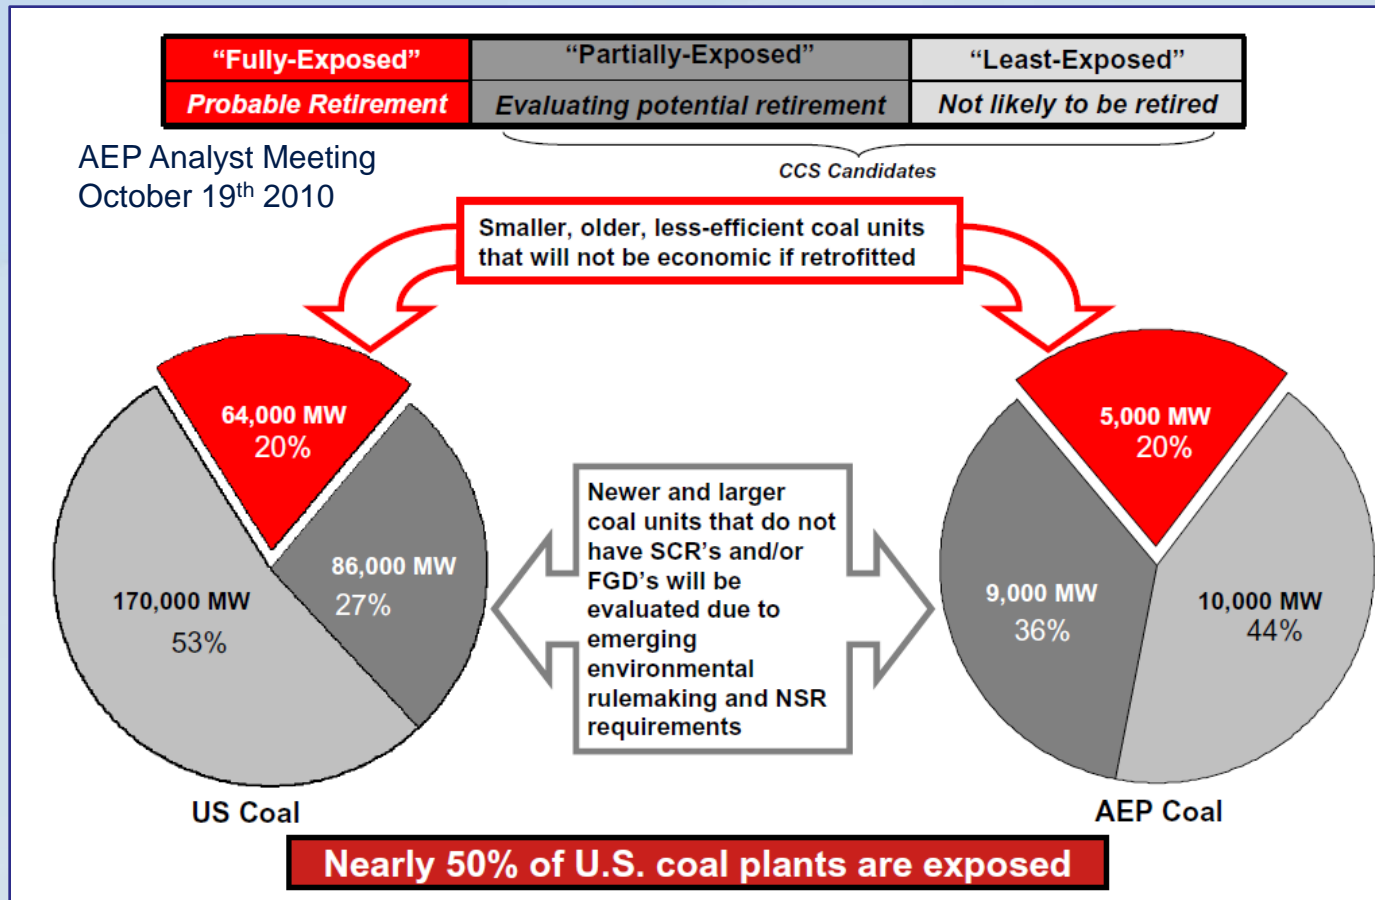 “Fully-Exposed”
“Partially-Exposed”
“Least-Exposed”
Probable Retirement
Evaluating potential retirement
Not likely to be retired
CCS Candidates
AEP Analyst Meeting
October 19th 2010
Smaller, older, less-efficient coal units
that will not be economic if retrofitted
64,000 MW
20%
86,000 MW
27%
170,000 MW
53%
US Coal
Newer and larger
coal units that do not
have SCR’s and/or
FGD’s will be
evaluated due to
emerging
environmental
rulemaking and NSR
requirements
5,000 MW
20%
9,000 MW
36%
10,000 MW
44%
AEP Coal
Nearly 50% of U.S. coal plants are exposed